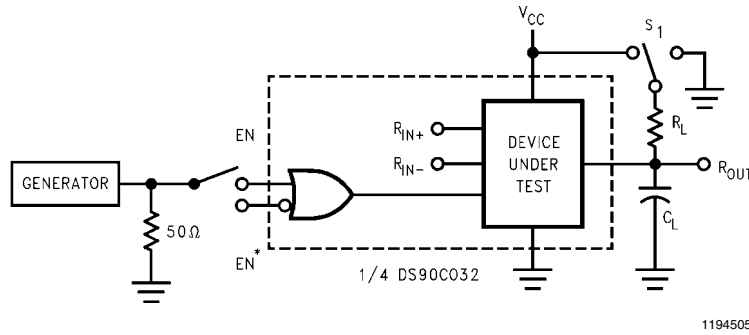 V_CC
S_1
EN
R_IN+
R_IN-
DEVICE
UNDER
TEST
R_L
R_OUT
GENERATOR
50Ω
C_L
EN*
1/4 DS90C032
1194505